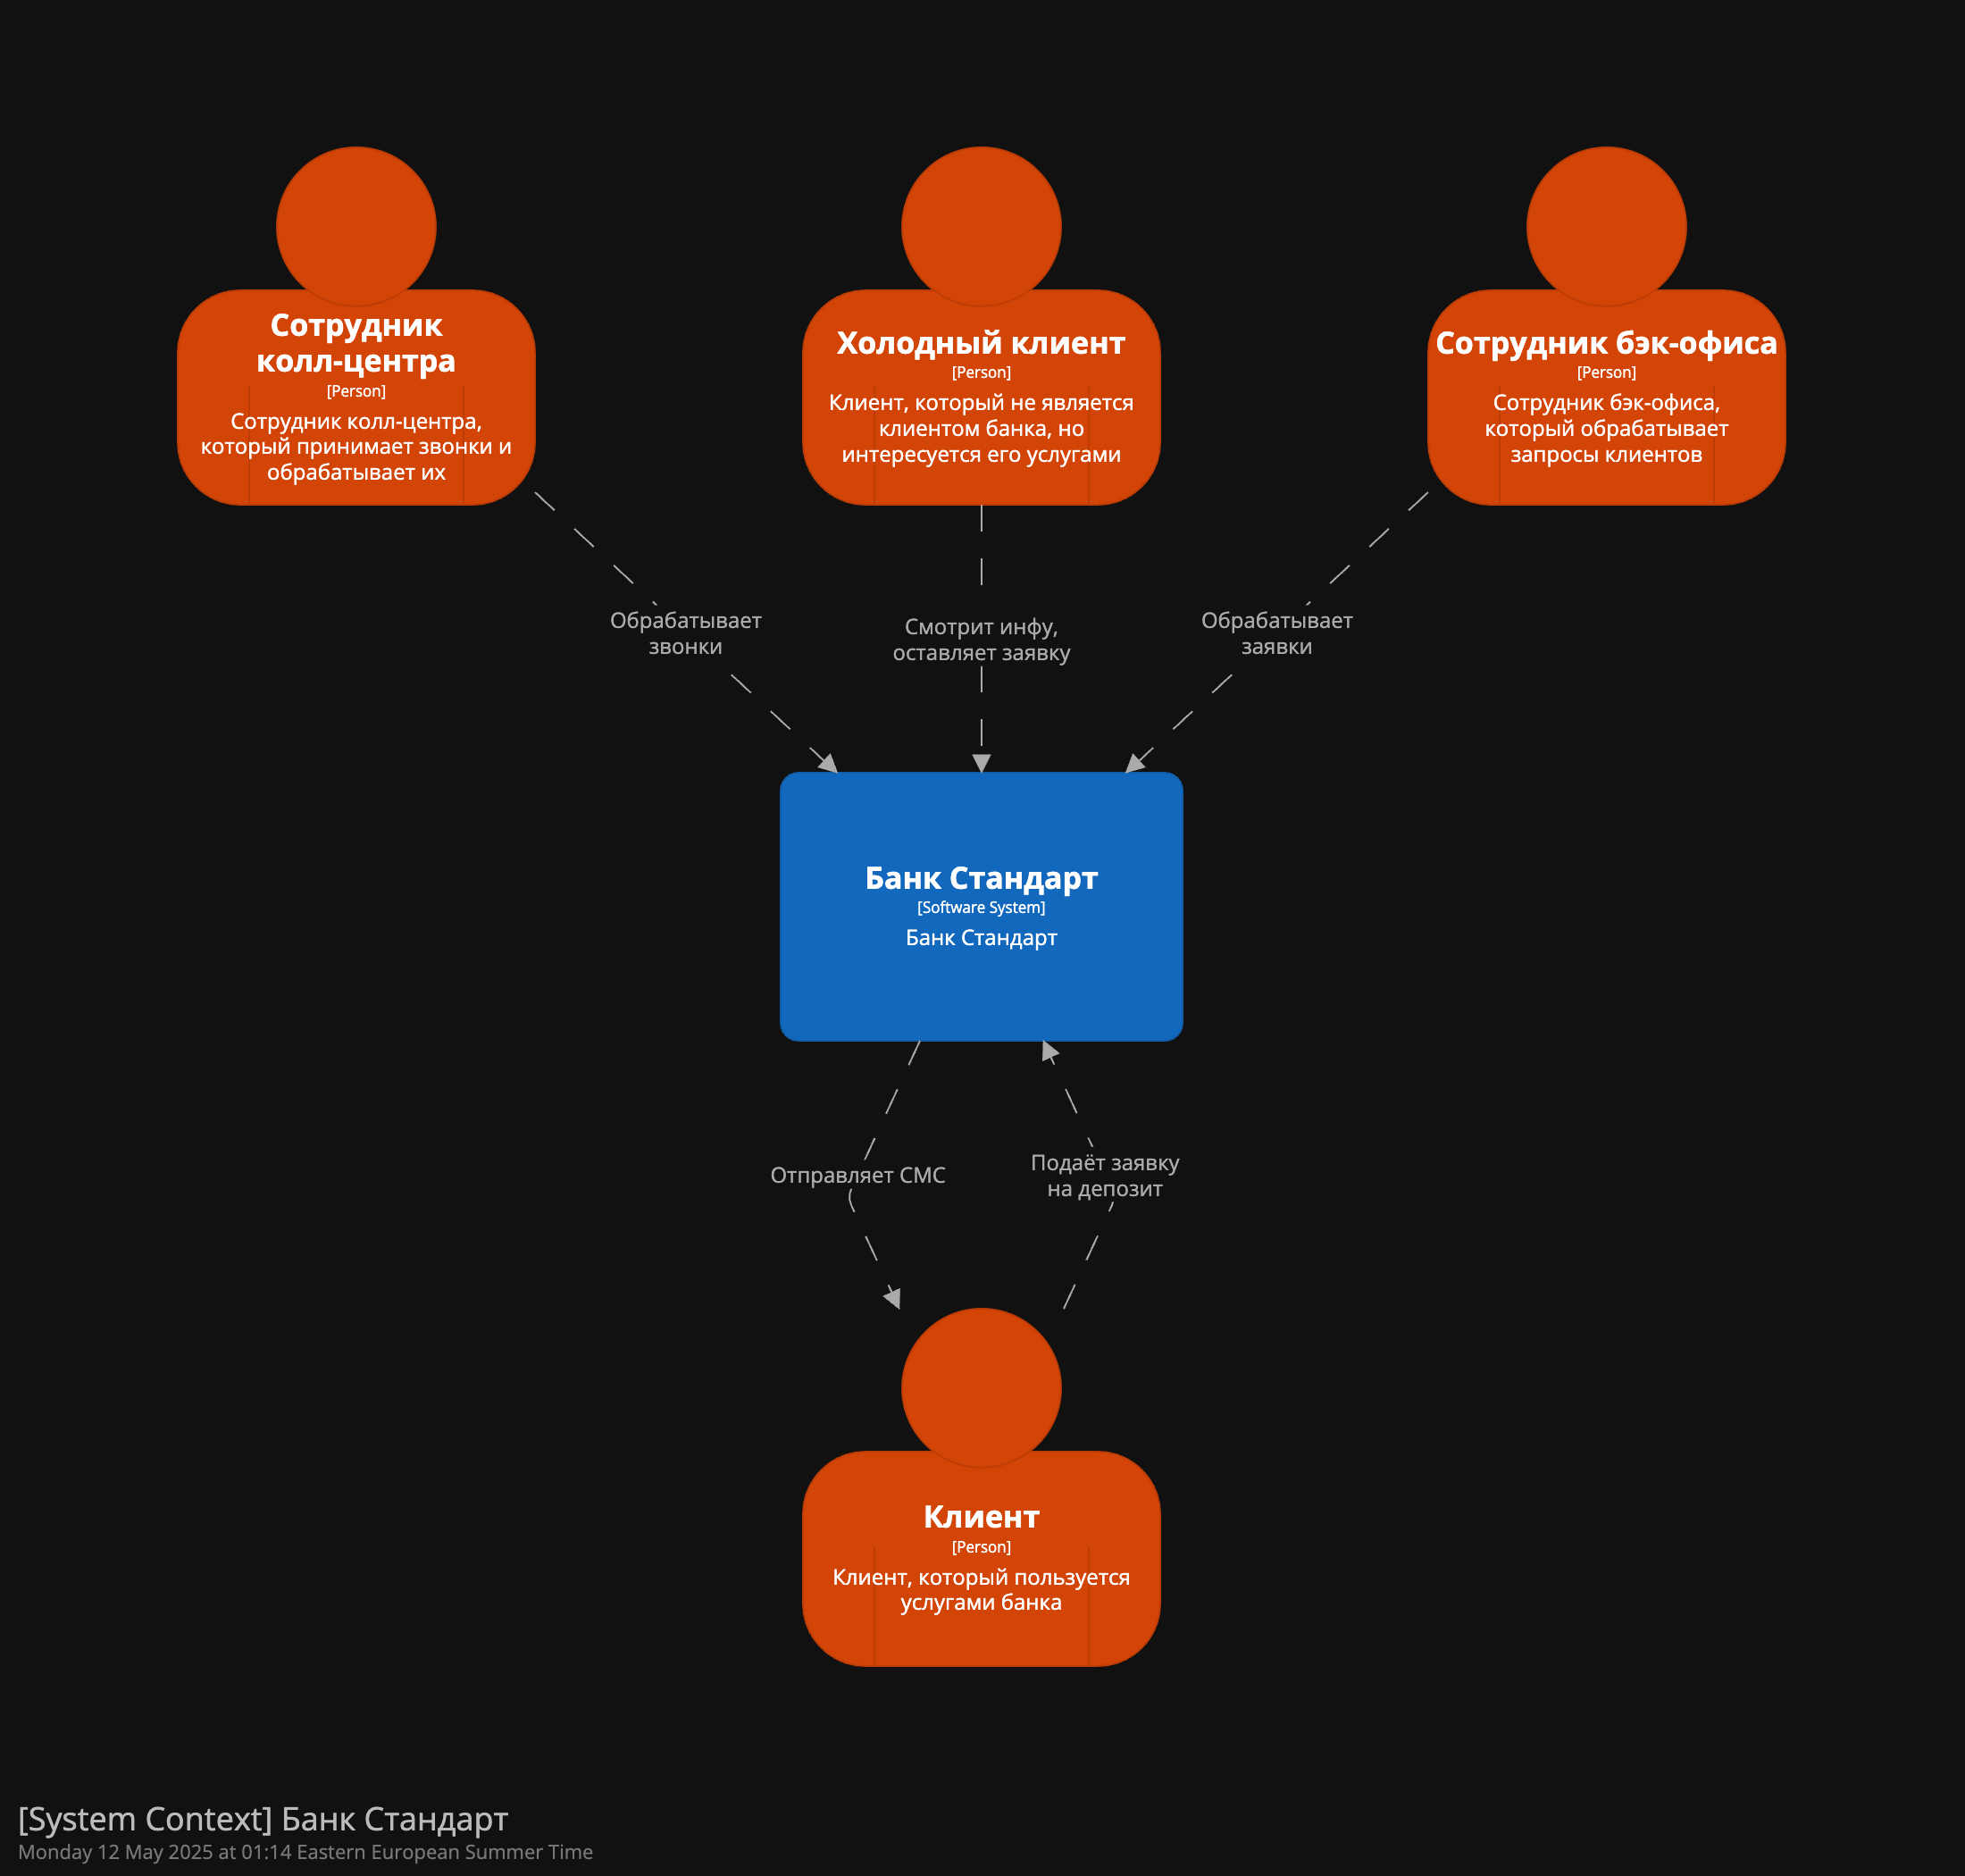 Сотрудник
колл-центра
[Person]
Сотрудник колл-центра,
который принимает звонки и
обрабатывает их
Холодный клиент
[Person]
Клиент, который не является
клиентом банка, но
интересуется его услугами
Сотрудник бэк-офиса
[Person]
Сотрудник бэк-офиса,
который обрабатывает
запросы клиентов
Обрабатывает
звонки
Смотрит инфу,
оставляет заявку
Обрабатывает
заявки
Банк Стандарт
[Software System]
Банк Стандарт
Отправляет СМС
Подаёт заявку
на депозит
Клиент
[Person]
Клиент, который пользуется
услугами банка
[System Context] Банк Стандарт
Monday 12 May 2025 at 01:14 Eastern European Summer Time